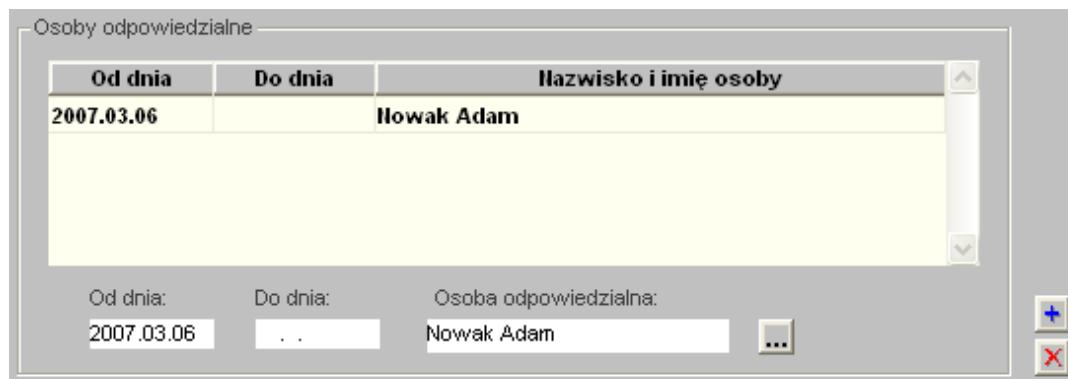 Osoby odpowiedzialne
Od dnia Do dnia Nazwisko i imię osoby
2007.03.06 Nowak Adam
Od dnia: Do dnia: Osoba odpowiedzialna:
2007.03.06 . . Nowak Adam ...